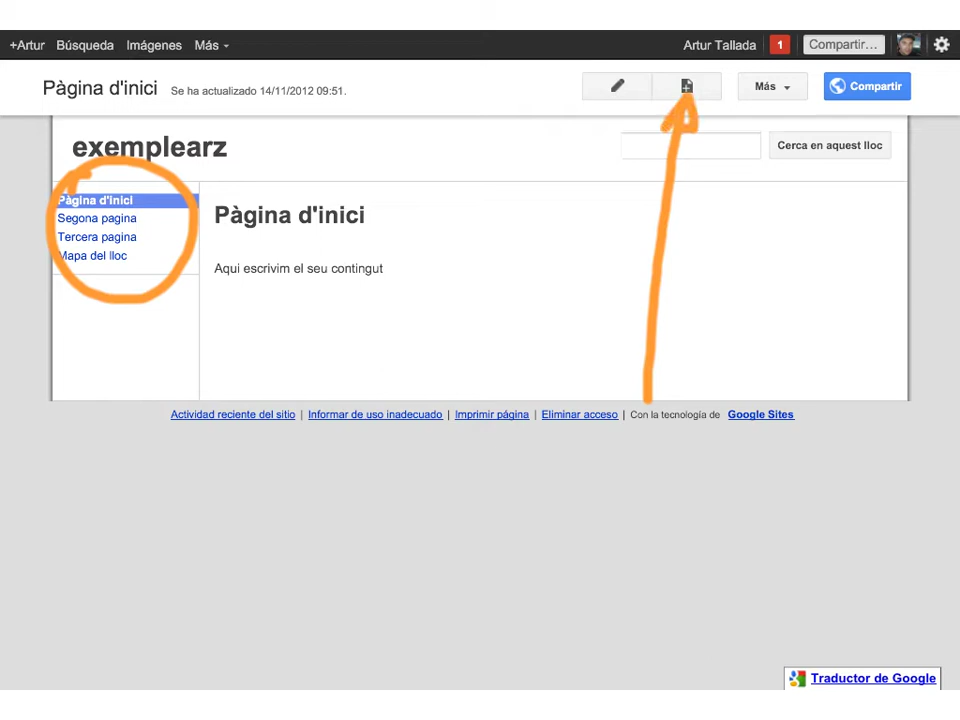 +Artur Búsqueda Imágenes Más Artur Tallada 1 Compartir...
Pàgina d'inici Se ha actualizado 14/11/2012 09:51. Más Compartir
exemplearz Cerca en aquest lloc
Pàgina d'inici
Segona pagina
Tercera pagina
Mapa del lloc
Pàgina d'inici
Aqui escrivim el seu contingut
Actividad reciente del sitio | Informar de uso inadecuado | Imprimir página | Eliminar acceso | Con la tecnología de Google Sites
Traductor de Google